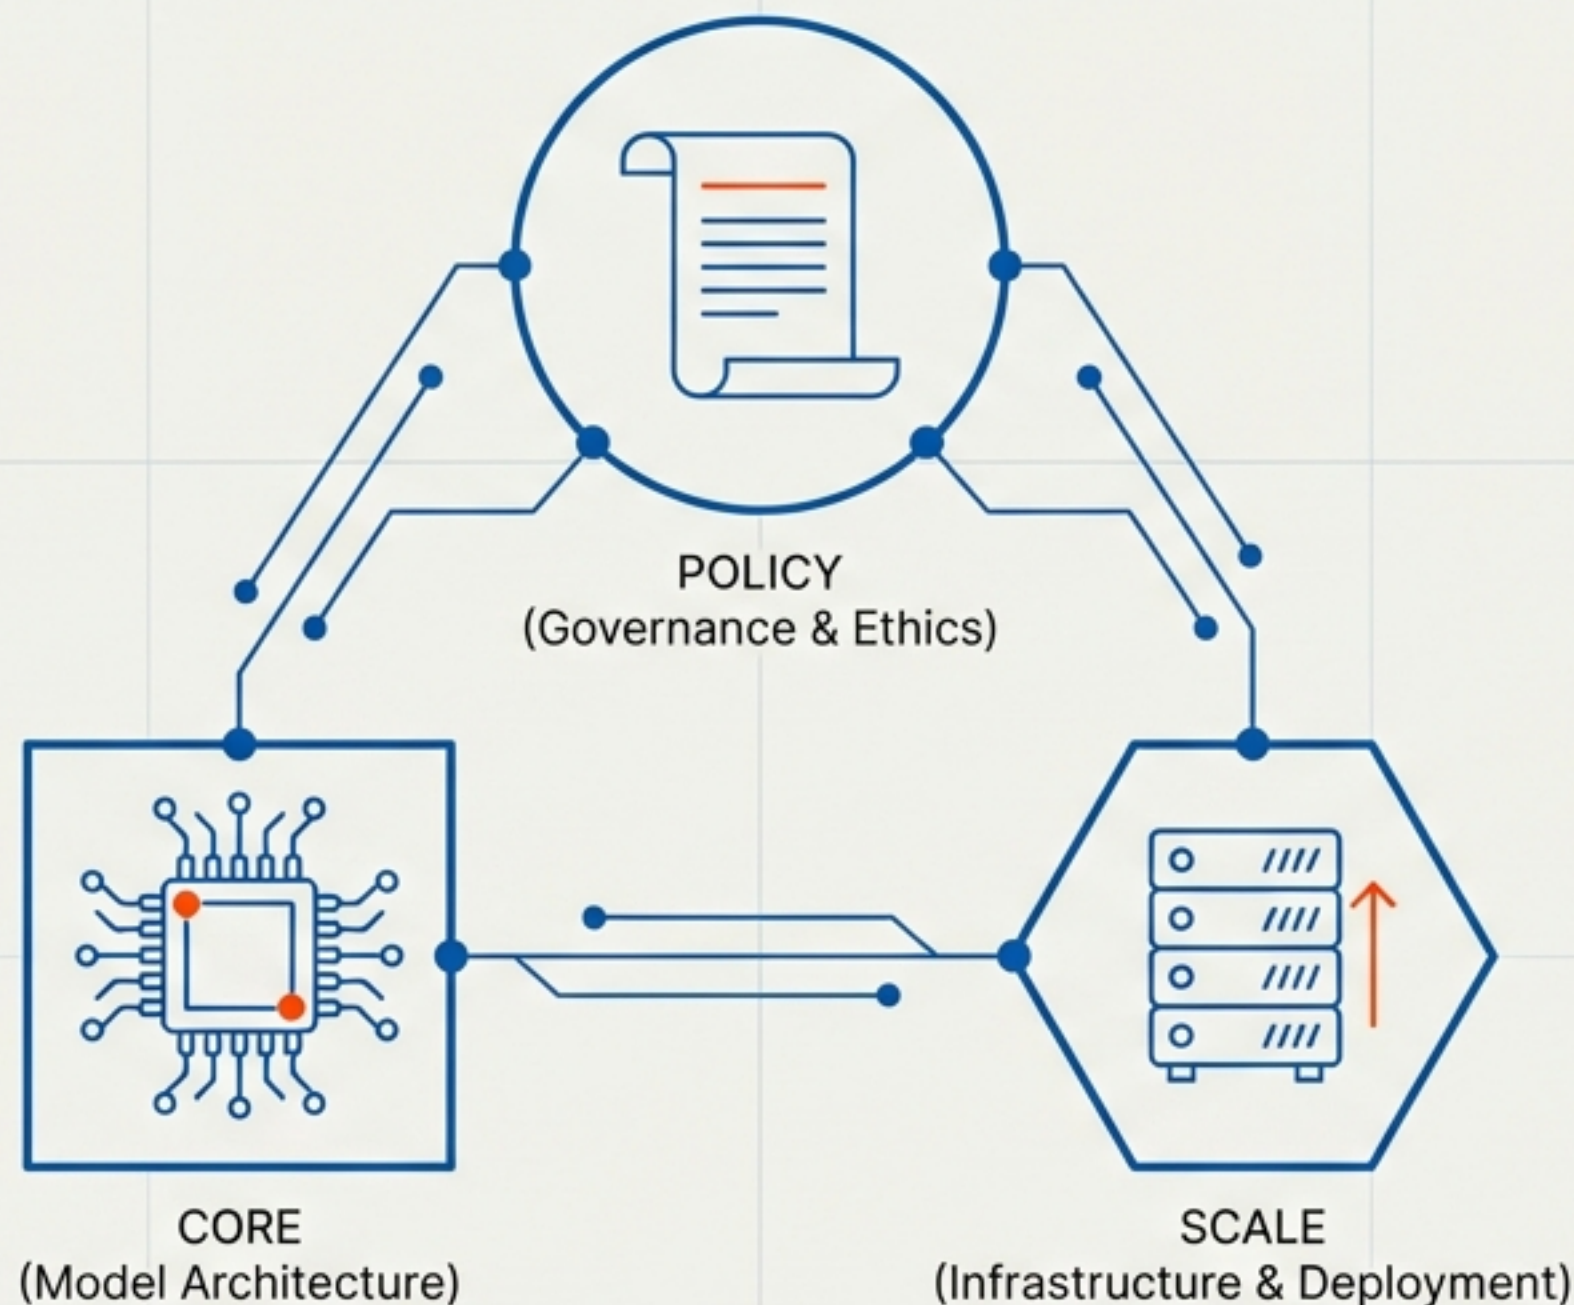 POLICY
(Governance & Ethics)
CORE
(Model Architecture)
SCALE
(Infrastructure & Deployment)